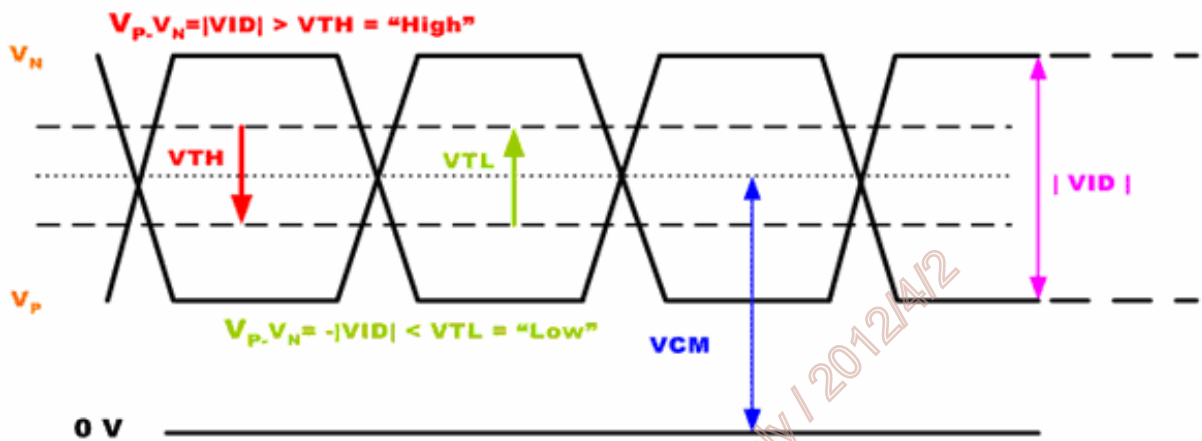 VP-VN=|VID| > VTH = “High”
VN
VTH
VTL
| VID |
VP
VP-VN= -|VID| < VTL = “Low”
VCM
0 V
/ 2012/4/2